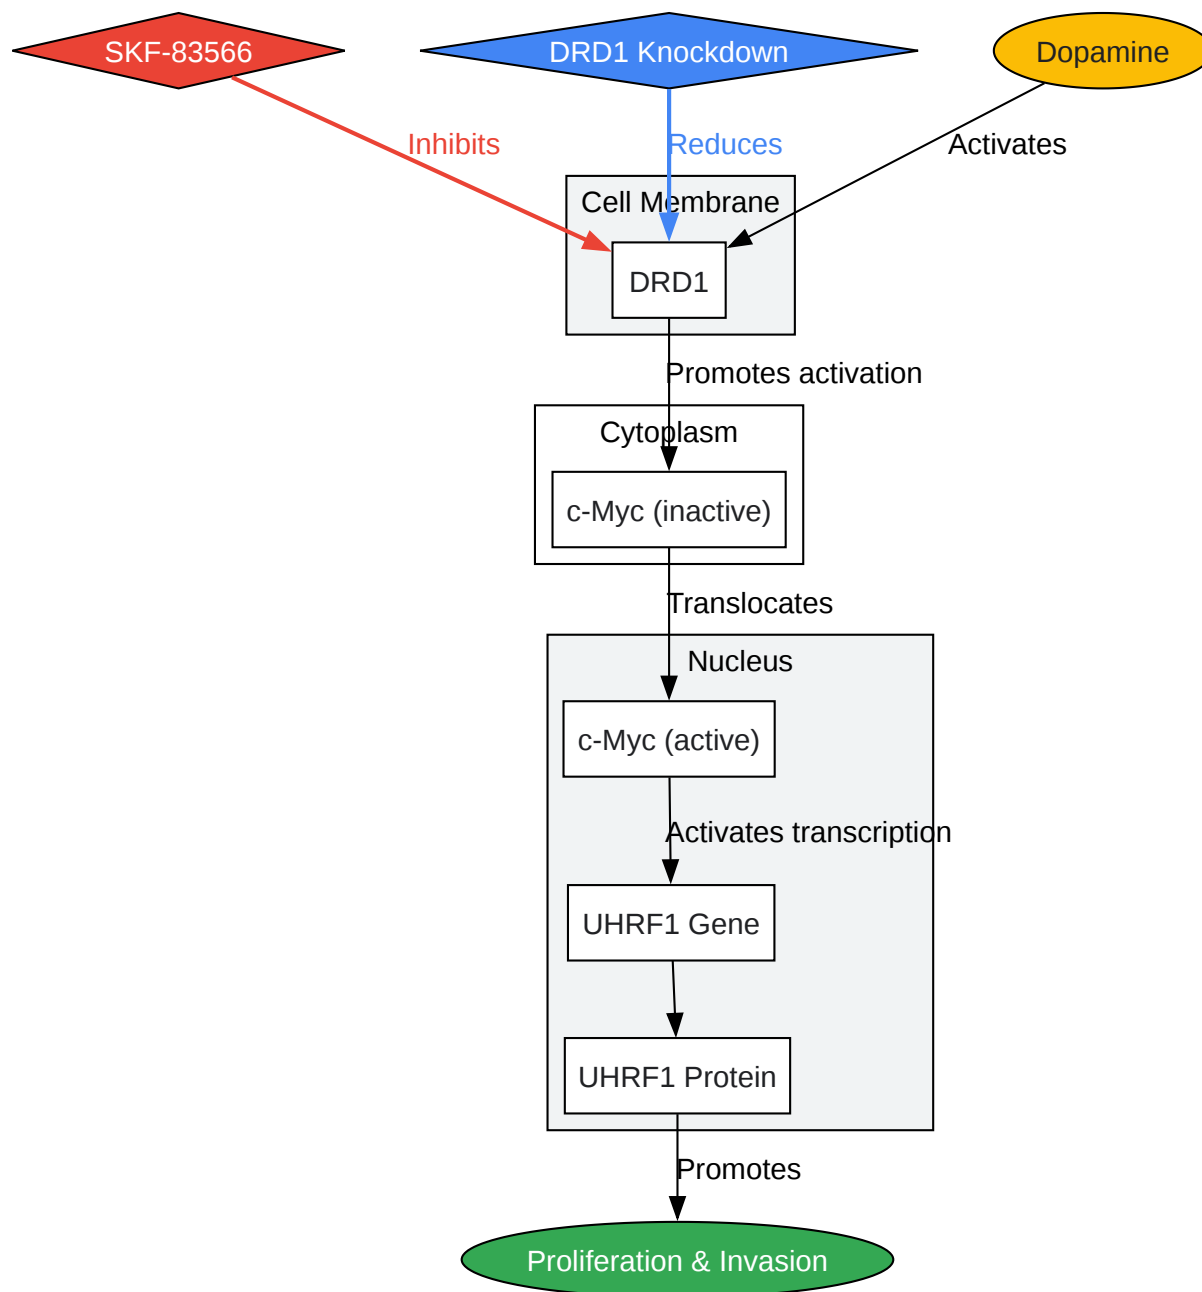 SKF-83566
DRD1 Knockdown
Dopamine
Inhibits
Reduces
Activates
Cell Membrane
DRD1
Promotes activation
Cytoplasm
c-Myc (inactive)
Translocates
Nucleus
c-Myc (active)
Activates transcription
UHRF1 Gene
UHRF1 Protein
Promotes
Proliferation & Invasion